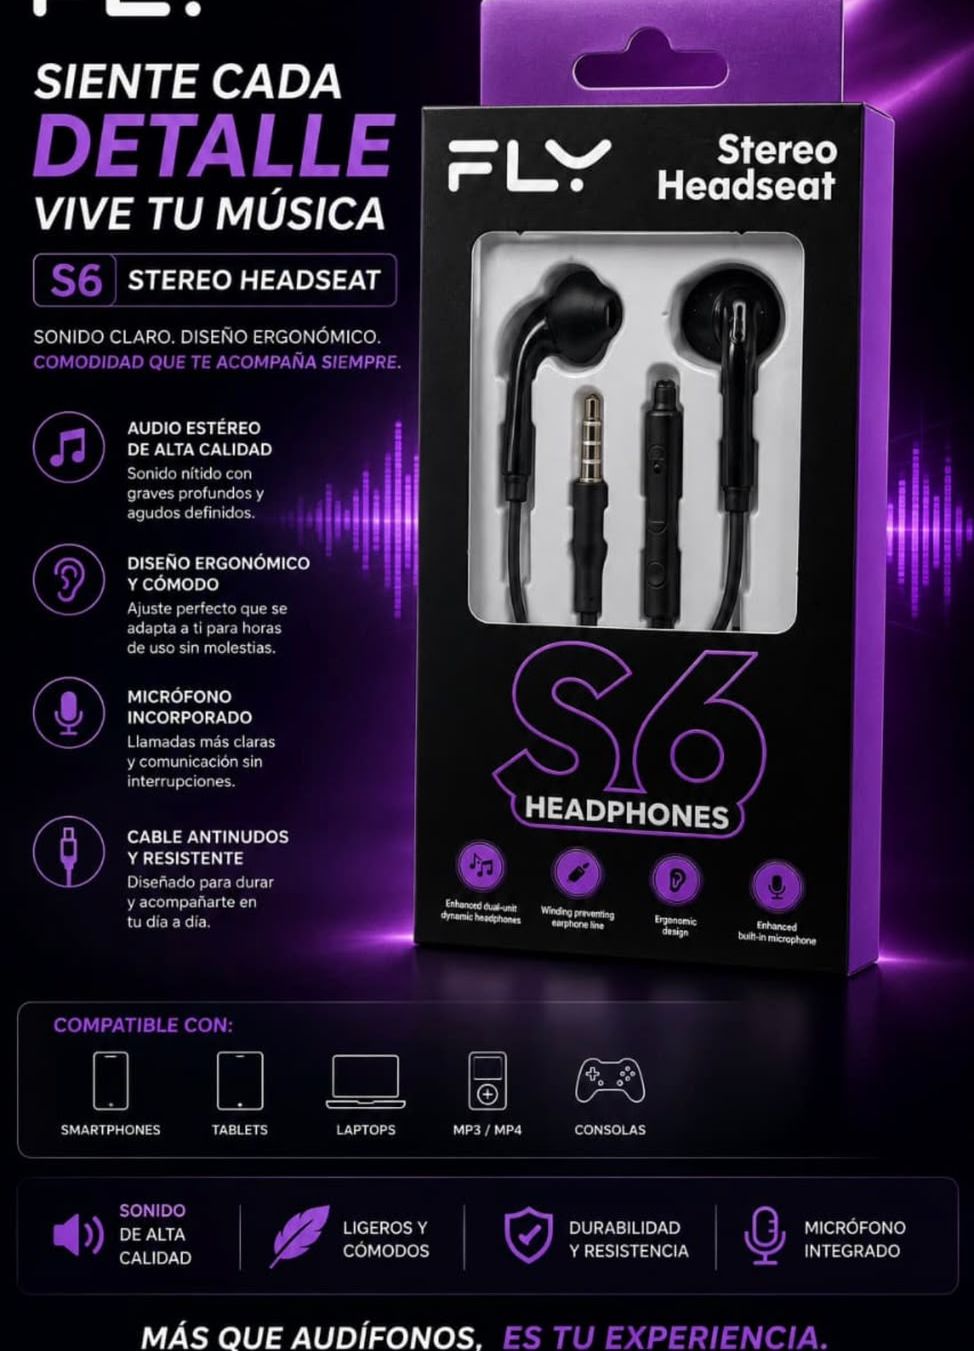 FLY
SIENTE CADA
DETALLE
VIVE TU MÚSICA
S6 STEREO HEADSEAT
SONIDO CLARO. DISEÑO ERGONÓMICO.
COMODIDAD QUE TE ACOMPAÑA SIEMPRE.
AUDIO ESTÉREO
DE ALTA CALIDAD
Sonido nítido con
graves profundos y
agudos definidos.
DISEÑO ERGONÓMICO
Y CÓMODO
Ajuste perfecto que se
adapta a ti para horas
de uso sin molestias.
MICRÓFONO
INCORPORADO
Llamadas más claras
y comunicación sin
interrupciones.
CABLE ANTINUDOS
Y RESISTENTE
Diseñado para durar
y acompañarte en
tu día a día.
FLY
Stereo
Headseat
S6
HEADPHONES
Enhanced dual-unit
dynamic headphones
Winding preventing
earphone line
Ergonomic
design
Enhanced
built-in microphone
COMPATIBLE CON:
SMARTPHONES
TABLETS
LAPTOPS
MP3 / MP4
CONSOLAS
SONIDO
DE ALTA
CALIDAD
LIGEROS Y
CÓMODOS
DURABILIDAD
Y RESISTENCIA
MICRÓFONO
INTEGRADO
MÁS QUE AUDÍFONOS, ES TU EXPERIENCIA.